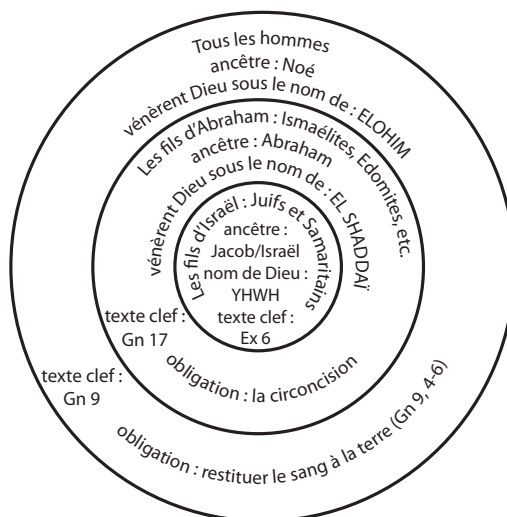 Tous les hommes
ancêtre : Noé
vénèrent Dieu sous le nom de : ELOHIM
Les fils d'Abraham : Ismaélites, Edomites, etc.
ancêtre : Abraham
vénèrent Dieu sous le nom de : EL SHADDAÏ
Les fils d'Israël : Juifs et Samaritains
ancêtre :
Jacob/Israël
nom de Dieu :
YHWH
texte clef :
Ex 6
texte clef :
Gn 17
obligation : la circoncision
texte clef :
Gn 9
obligation : restituer le sang à la terre (Gn 9, 4-6)